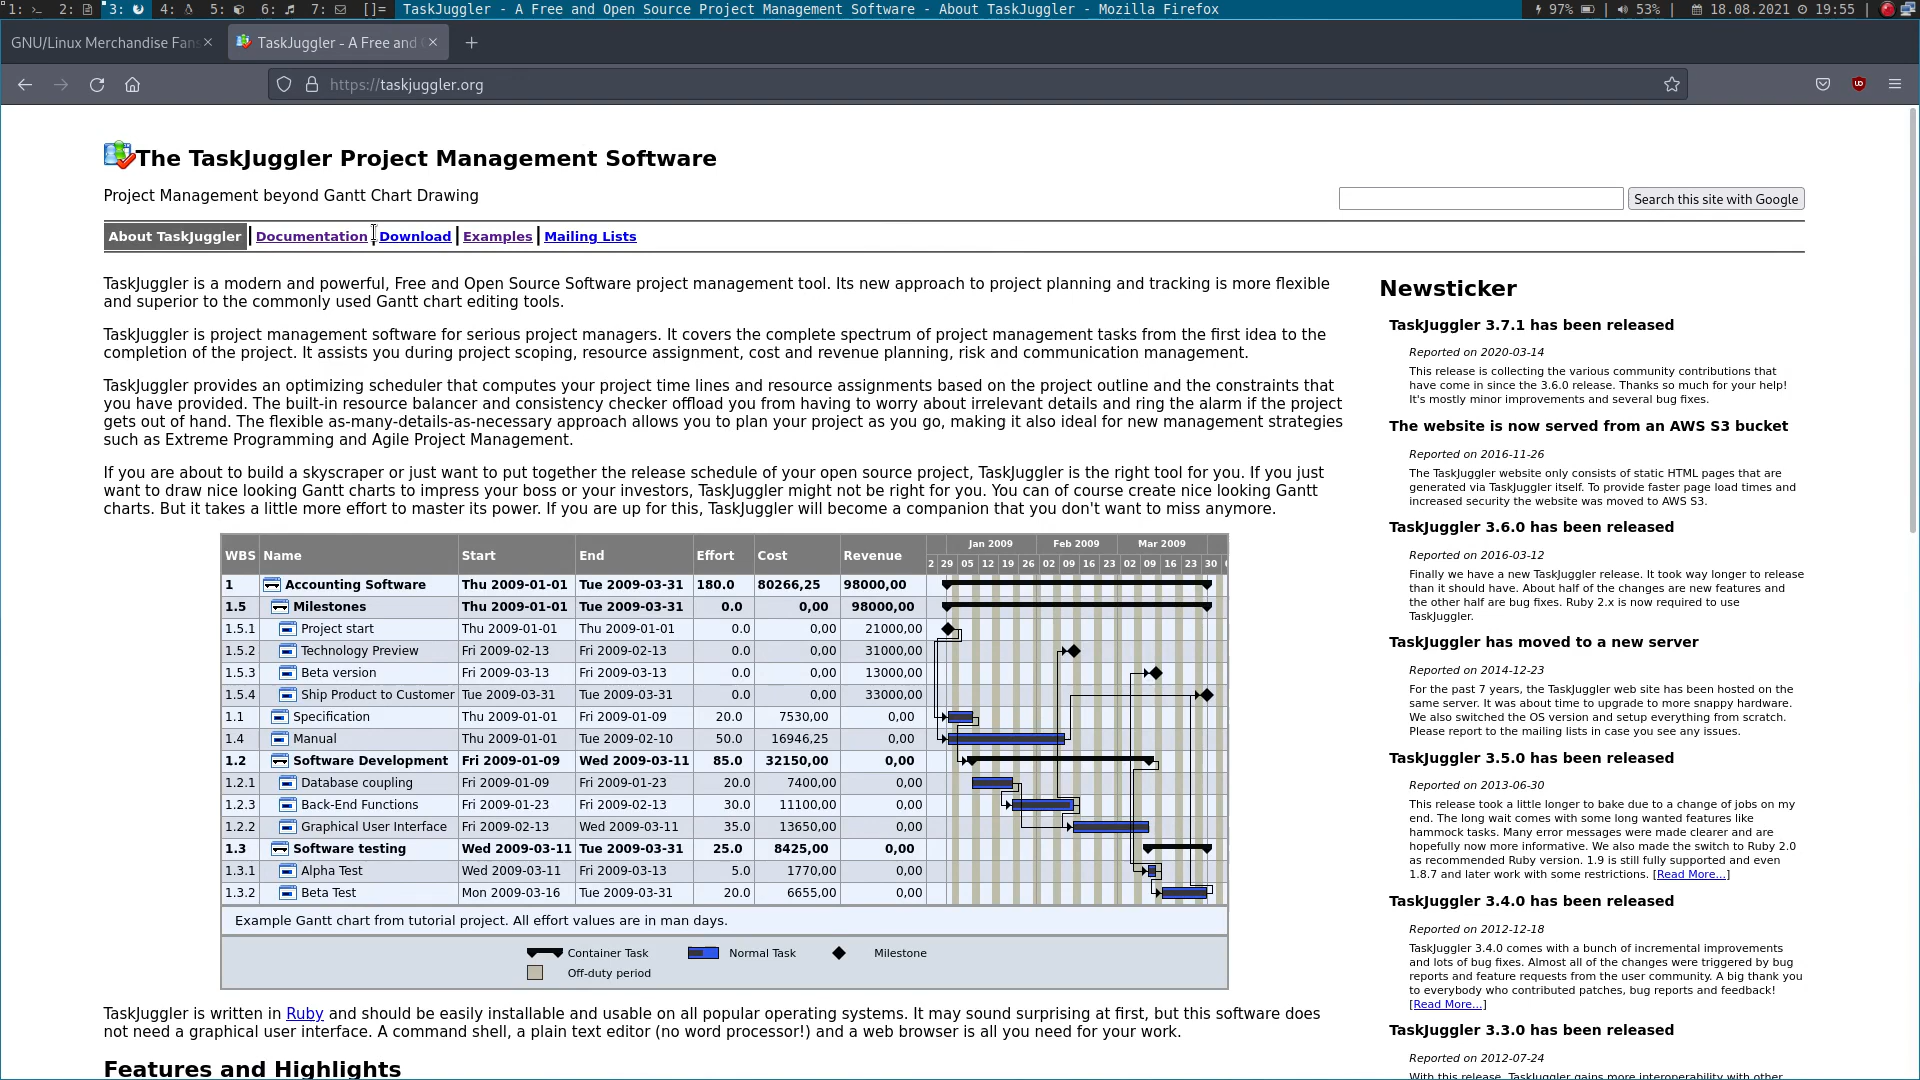 1: 2: 3: 4: 5: 6: 7: []= TaskJuggler - A Free and Open Source Project Management Software - About TaskJuggler - Mozilla Firefox 97% | 53% | 18.08.2021 19:55 |
GNU/Linux Merchandise Fans TaskJuggler - A Free and
https://taskjuggler.org
The TaskJuggler Project Management Software
Project Management beyond Gantt Chart Drawing
Search this site with Google
About TaskJuggler Documentation Download Examples Mailing Lists
TaskJuggler is a modern and powerful, Free and Open Source Software project management tool. Its new approach to project planning and tracking is more flexible
and superior to the commonly used Gantt chart editing tools.
TaskJuggler is project management software for serious project managers. It covers the complete spectrum of project management tasks from the first idea to the
completion of the project. It assists you during project scoping, resource assignment, cost and revenue planning, risk and communication management.
TaskJuggler provides an optimizing scheduler that computes your project time lines and resource assignments based on the project outline and the constraints that
you have provided. The built-in resource balancer and consistency checker offload you from having to worry about irrelevant details and ring the alarm if the project
gets out of hand. The flexible as-many-details-as-necessary approach allows you to plan your project as you go, making it also ideal for new management strategies
such as Extreme Programming and Agile Project Management.
If you are about to build a skyscraper or just want to put together the release schedule of your open source project, TaskJuggler is the right tool for you. If you just
want to draw nice looking Gantt charts to impress your boss or your investors, TaskJuggler might not be right for you. You can of course create nice looking Gantt
charts. But it takes a little more effort to master its power. If you are up for this, TaskJuggler will become a companion that you don't want to miss anymore.
WBS Name Start End Effort Cost Revenue Jan 2009 Feb 2009 Mar 2009
2 29 05 12 19 26 02 09 16 23 02 09 16 23 30
1 Accounting Software Thu 2009-01-01 Tue 2009-03-31 180.0 80266,25 98000,00
1.5 Milestones Thu 2009-01-01 Tue 2009-03-31 0.0 0,00 98000,00
1.5.1 Project start Thu 2009-01-01 Thu 2009-01-01 0.0 0,00 21000,00
1.5.2 Technology Preview Fri 2009-02-13 Fri 2009-02-13 0.0 0,00 31000,00
1.5.3 Beta version Fri 2009-03-13 Fri 2009-03-13 0.0 0,00 13000,00
1.5.4 Ship Product to Customer Tue 2009-03-31 Tue 2009-03-31 0.0 0,00 33000,00
1.1 Specification Thu 2009-01-01 Fri 2009-01-09 20.0 7530,00 0,00
1.4 Manual Thu 2009-01-01 Tue 2009-02-10 50.0 16946,25 0,00
1.2 Software Development Fri 2009-01-09 Wed 2009-03-11 85.0 32150,00 0,00
1.2.1 Database coupling Fri 2009-01-09 Fri 2009-01-23 20.0 7400,00 0,00
1.2.3 Back-End Functions Fri 2009-01-23 Fri 2009-02-13 30.0 11100,00 0,00
1.2.2 Graphical User Interface Fri 2009-02-13 Wed 2009-03-11 35.0 13650,00 0,00
1.3 Software testing Wed 2009-03-11 Tue 2009-03-31 25.0 8425,00 0,00
1.3.1 Alpha Test Wed 2009-03-11 Fri 2009-03-13 5.0 1770,00 0,00
1.3.2 Beta Test Mon 2009-03-16 Tue 2009-03-31 20.0 6655,00 0,00
Example Gantt chart from tutorial project. All effort values are in man days.
Container Task Normal Task Milestone
Off-duty period
TaskJuggler is written in Ruby and should be easily installable and usable on all popular operating systems. It may sound surprising at first, but this software does
not need a graphical user interface. A command shell, a plain text editor (no word processor!) and a web browser is all you need for your work.
Features and Highlights
Newsticker
TaskJuggler 3.7.1 has been released
Reported on 2020-03-14
This release is collecting the various community contributions that
have come in since the 3.6.0 release. Thanks so much for your help!
It's mostly minor improvements and several bug fixes.
The website is now served from an AWS S3 bucket
Reported on 2016-11-26
The TaskJuggler website only consists of static HTML pages that are
generated via TaskJuggler itself. To provide faster page load times and
increased security the website was moved to AWS S3.
TaskJuggler 3.6.0 has been released
Reported on 2016-03-12
Finally we have a new TaskJuggler release. It took way longer to release
than it should have. About half of the changes are new features and
the other half are bug fixes. Ruby 2.x is now required to use
TaskJuggler.
TaskJuggler has moved to a new server
Reported on 2014-12-23
For the past 7 years, the TaskJuggler web site has been hosted on the
same server. It was about time to upgrade to more snappy hardware.
We also switched the OS version and setup everything from scratch.
Please report to the mailing lists in case you see any issues.
TaskJuggler 3.5.0 has been released
Reported on 2013-06-30
This release took a little longer to bake due to a change of jobs on my
end. The long wait comes with some long wanted features like
hammock tasks. Many error messages were made clearer and are
hopefully now more informative. We also made the switch to Ruby 2.0
as recommended Ruby version. 1.9 is still fully supported and even
1.8.7 and later work with some restrictions. [Read More...]
TaskJuggler 3.4.0 has been released
Reported on 2012-12-18
TaskJuggler 3.4.0 comes with a bunch of incremental improvements
and lots of bug fixes. Almost all of the changes were triggered by bug
reports and feature requests from the user community. A big thank you
to everybody who contributed patches, bug reports and feedback!
[Read More...]
TaskJuggler 3.3.0 has been released
Reported on 2012-07-24
With this release, TaskJuggler gains more interoperability with other